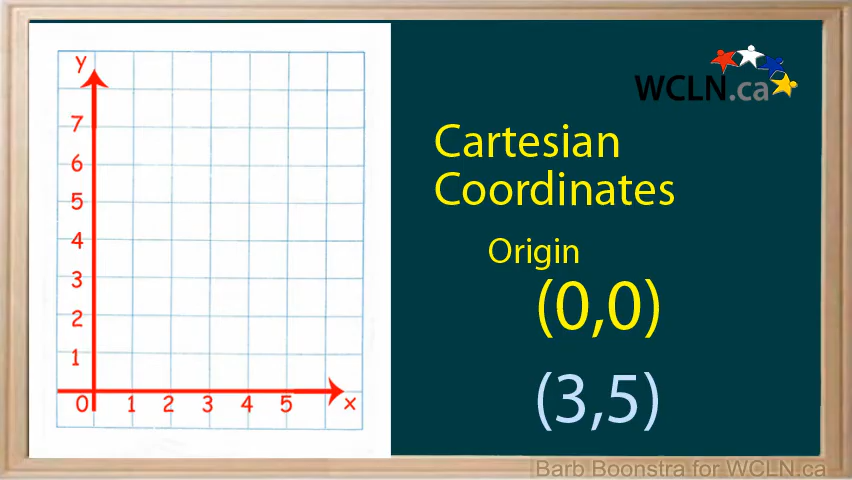 y
7
6
5
4
3
2
1
0 1 2 3 4 5 x
WCLN.ca
Cartesian
Coordinates
Origin
(0,0)
(3,5)
Barb Boonstra for WCLN.ca